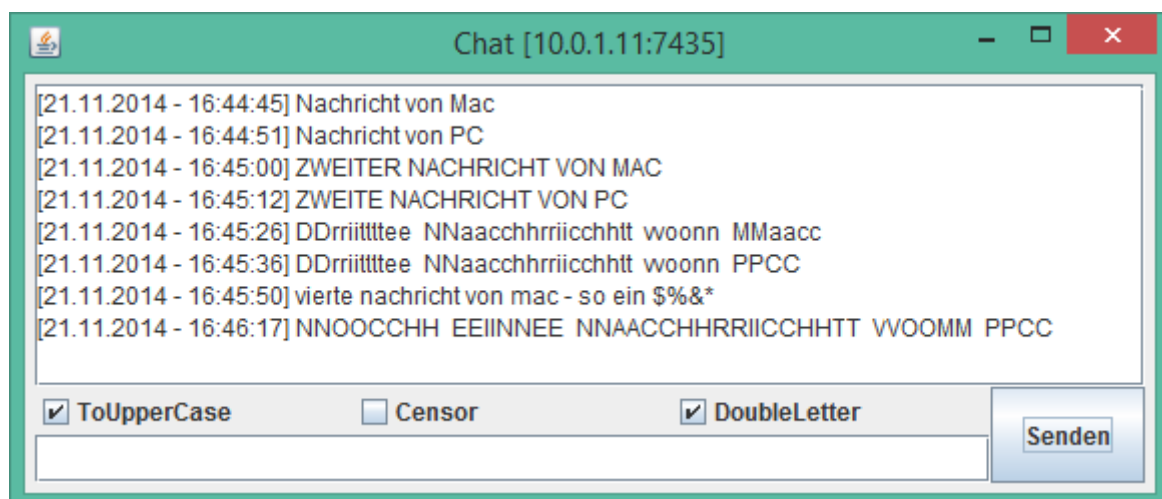 Chat [10.0.1.11:7435]
[21.11.2014 - 16:44:45] Nachricht von Mac
[21.11.2014 - 16:44:51] Nachricht von PC
[21.11.2014 - 16:45:00] ZWEITER NACHRICHT VON MAC
[21.11.2014 - 16:45:12] ZWEITE NACHRICHT VON PC
[21.11.2014 - 16:45:26] DDrriittttee  NNaacchhrriicchhtt  vvoonn  MMaacc
[21.11.2014 - 16:45:36] DDrriittttee  NNaacchhrriicchhtt  vvoonn  PPCC
[21.11.2014 - 16:45:50] vierte nachricht von mac - so ein $%&*
[21.11.2014 - 16:46:17] NNOOCCHH  EEIINNEE  NNAACCHHRRIICCHHTT  VVOOMM  PPCC
ToUpperCase Censor DoubleLetter
Senden